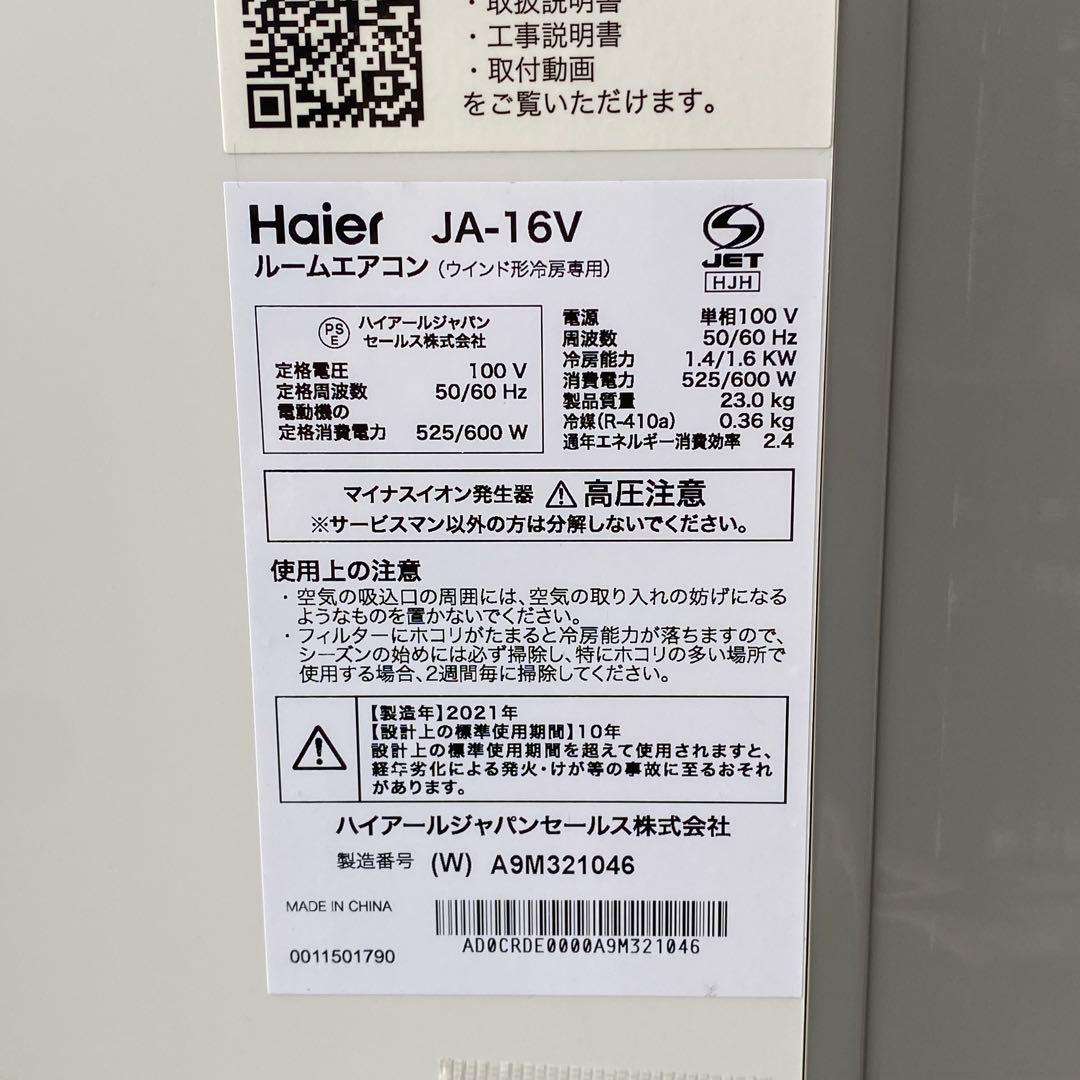 ・取扱説明書
・工事説明書
・取付動画
をご覧いただけます。
Haier JA-16V
ルームエアコン (ウインド形冷房専用)
JET
HJH
PS
E
ハイアールジャパン
セールス株式会社
定格電圧 100 V
定格周波数 50/60 Hz
電動機の
定格消費電力 525/600 W
電源 単相100 V
周波数 50/60 Hz
冷房能力 1.4/1.6 KW
消費電力 525/600 W
製品質量 23.0 kg
冷媒(R-410a) 0.36 kg
通年エネルギー消費効率 2.4
マイナスイオン発生器 高圧注意
※サービスマン以外の方は分解しないでください。
使用上の注意
・空気の吸込口の周囲には、空気の取り入れの妨げになる
ようなものを置かないでください。
・フィルターにホコリがたまると冷房能力が落ちますので、
シーズンの始めには必ず掃除し、特にホコリの多い場所で
使用する場合、2週間毎に掃除してください。
【製造年】2021年
【設計上の標準使用期間】10年
設計上の標準使用期間を超えて使用されますと、
経年劣化による発火・けが等の事故に至るおそれ
があります。
ハイアールジャパンセールス株式会社
製造番号 (W) A9M321046
MADE IN CHINA
AD0CRDE0000A9M321046
0011501790